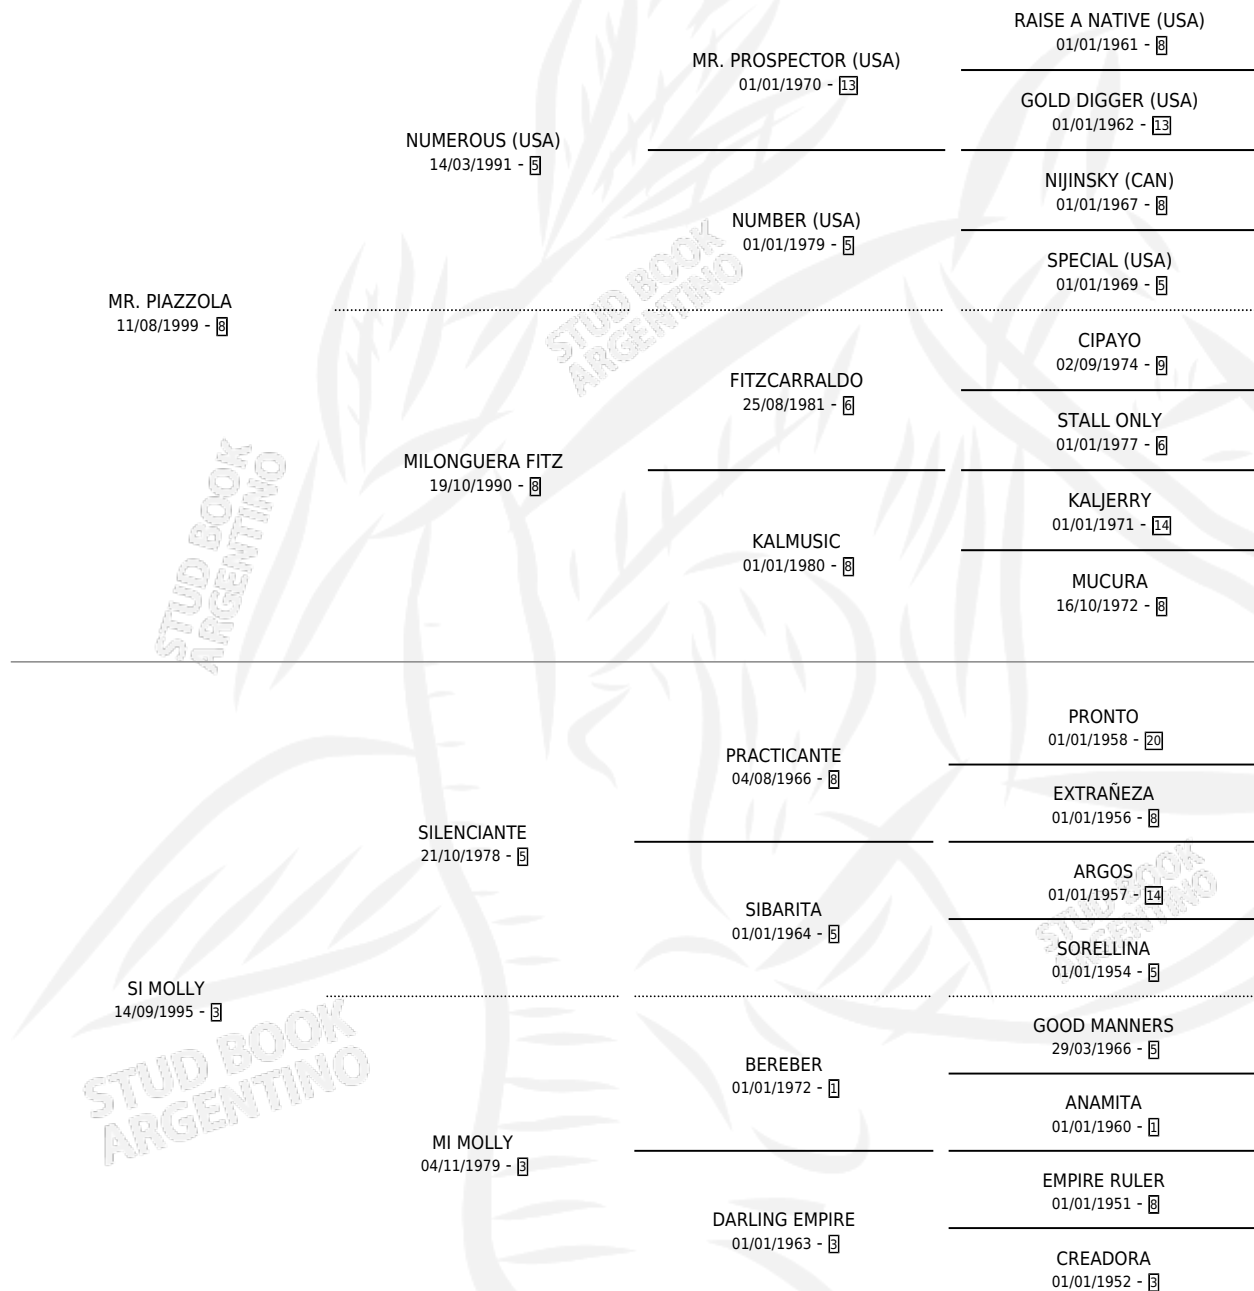 RAISE A NATIVE (USA)
01/01/1961 - 8
MR. PROSPECTOR (USA)
01/01/1970 - 13
GOLD DIGGER (USA)
01/01/1962 - 13
NUMEROUS (USA)
14/03/1991 - 5
NIJINSKY (CAN)
01/01/1967 - 8
NUMBER (USA)
01/01/1979 - 5
SPECIAL (USA)
01/01/1969 - 5
MR. PIAZZOLA
11/08/1999 - 8
CIPAYO
02/09/1974 - 9
FITZCARRALDO
25/08/1981 - 6
STALL ONLY
01/01/1977 - 6
MILONGUERA FITZ
19/10/1990 - 8
KALJERRY
01/01/1971 - 14
KALMUSIC
01/01/1980 - 8
MUCURA
16/10/1972 - 8
STUD BOOK
ARGENTINO
STUD BOOK
ARGENTINO
PRONTO
01/01/1958 - 20
PRACTICANTE
04/08/1966 - 8
EXTRAÑEZA
01/01/1956 - 8
SILENCIANTE
21/10/1978 - 5
ARGOS
01/01/1957 - 14
SIBARITA
01/01/1964 - 5
SORELLINA
01/01/1954 - 5
SI MOLLY
14/09/1995 - 3
GOOD MANNERS
29/03/1966 - 5
BEREBER
01/01/1972 - 1
ANAMITA
01/01/1960 - 1
MI MOLLY
04/11/1979 - 3
EMPIRE RULER
01/01/1951 - 8
DARLING EMPIRE
01/01/1963 - 3
CREADORA
01/01/1952 - 3
STUD BOOK
ARGENTINO
STUD BOOK
ARGENTINO